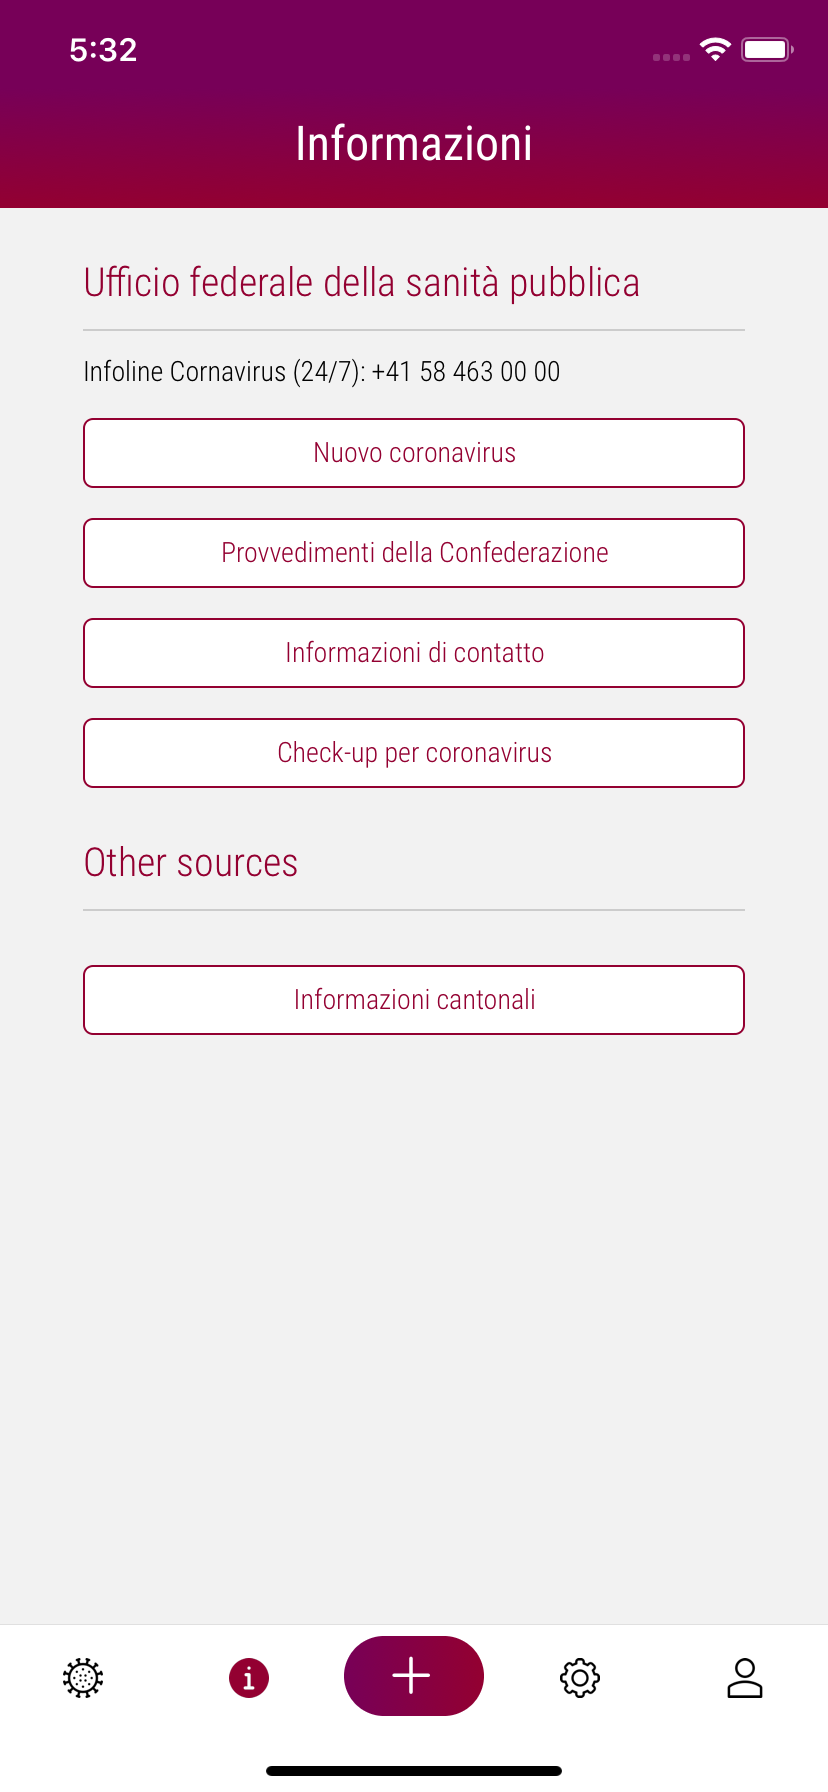 5:32
Informazioni
Ufficio federale della sanità pubblica
Infoline Cornavirus (24/7): +41 58 463 00 00
Nuovo coronavirus
Provvedimenti della Confederazione
Informazioni di contatto
Check-up per coronavirus
Other sources
Informazioni cantonali